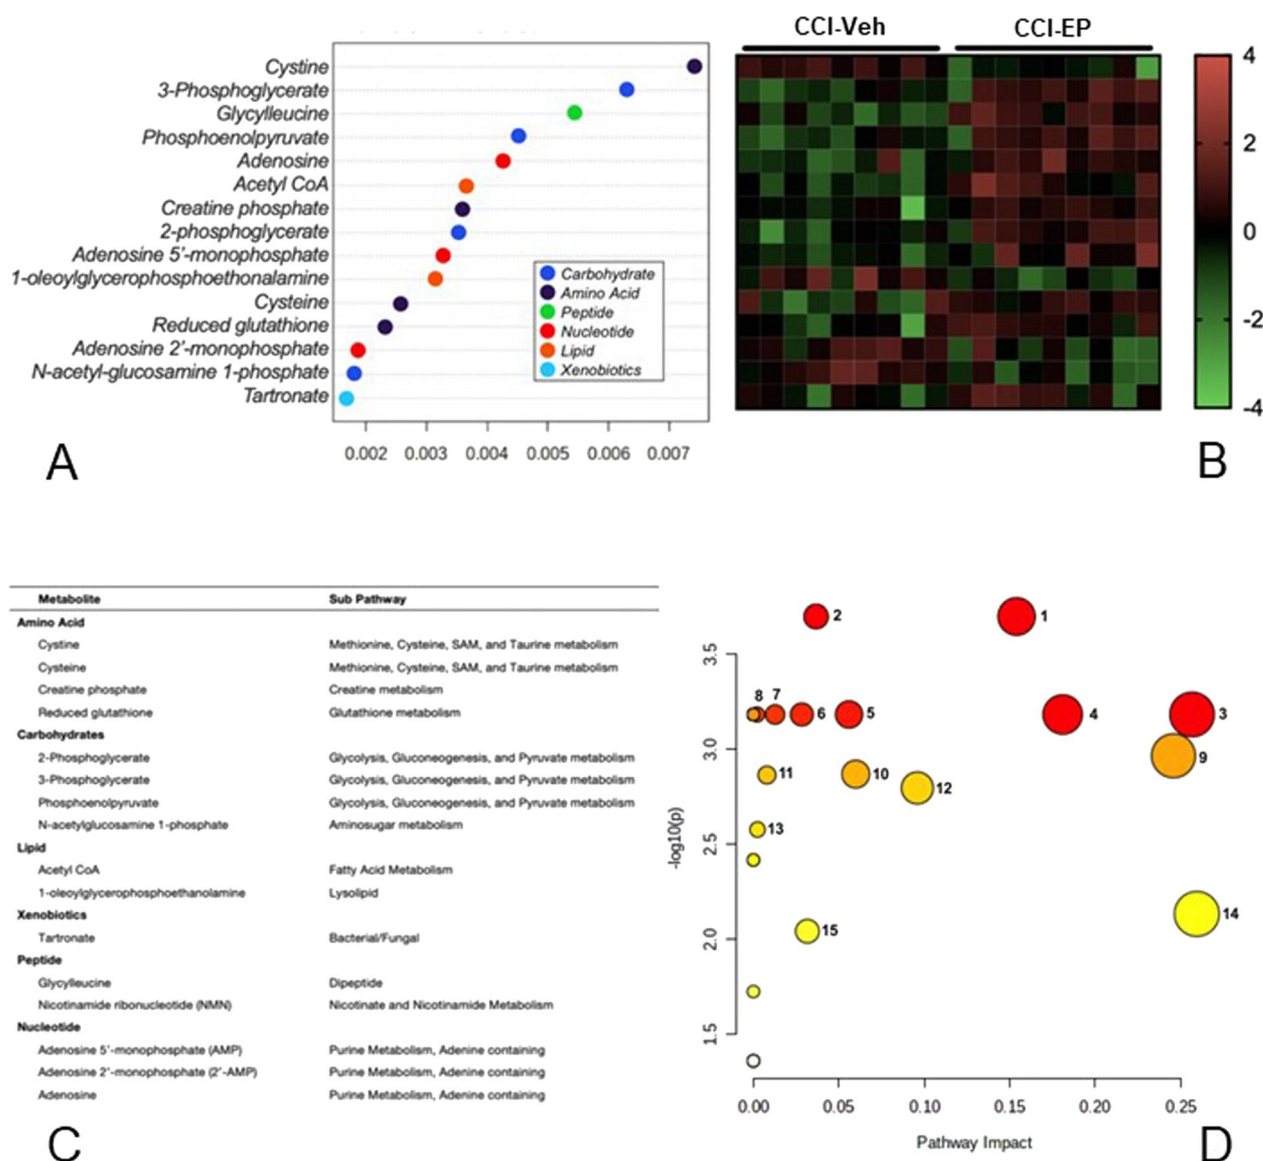 CCI-Veh CCI-EP
Cystine
3-Phosphoglycerate
Glycylleucine
Phosphoenolpyruvate
Adenosine
Acetyl CoA
Creatine phosphate
2-phosphoglycerate
Adenosine 5'-monophosphate
1-oleoylglycerophosphoethonalamine
Cysteine
Reduced glutathione
Adenosine 2'-monophosphate
N-acetyl-glucosamine 1-phosphate
Tartronate
Carbohydrate
Amino Acid
Peptide
Nucleotide
Lipid
Xenobiotics
0.002 0.003 0.004 0.005 0.006 0.007
A
4
2
0
-2
-4
B
Metabolite Sub Pathway
Amino Acid
Cystine Methionine, Cysteine, SAM, and Taurine metabolism
Cysteine Methionine, Cysteine, SAM, and Taurine metabolism
Creatine phosphate Creatine metabolism
Reduced glutathione Glutathione metabolism
Carbohydrates
2-Phosphoglycerate Glycolysis, Gluconeogenesis, and Pyruvate metabolism
3-Phosphoglycerate Glycolysis, Gluconeogenesis, and Pyruvate metabolism
Phosphoenolpyruvate Glycolysis, Gluconeogenesis, and Pyruvate metabolism
N-acetylglucosamine 1-phosphate Aminosugar metabolism
Lipid
Acetyl CoA Fatty Acid Metabolism
1-oleoylglycerophosphoethanolamine Lysolipid
Xenobiotics
Tartronate Bacterial/Fungal
Peptide
Glycylleucine Dipeptide
Nicotinamide ribonucleotide (NMN) Nicotinate and Nicotinamide Metabolism
Nucleotide
Adenosine 5'-monophosphate (AMP) Purine Metabolism, Adenine containing
Adenosine 2'-monophosphate (2'-AMP) Purine Metabolism, Adenine containing
Adenosine Purine Metabolism, Adenine containing
C
2 1
3.5
8 7 6 5 4 3
3.0
9
11 10 12
-log10(p)
13
2.5
14
2.0
15
1.5
0.00 0.05 0.10 0.15 0.20 0.25
Pathway Impact
D